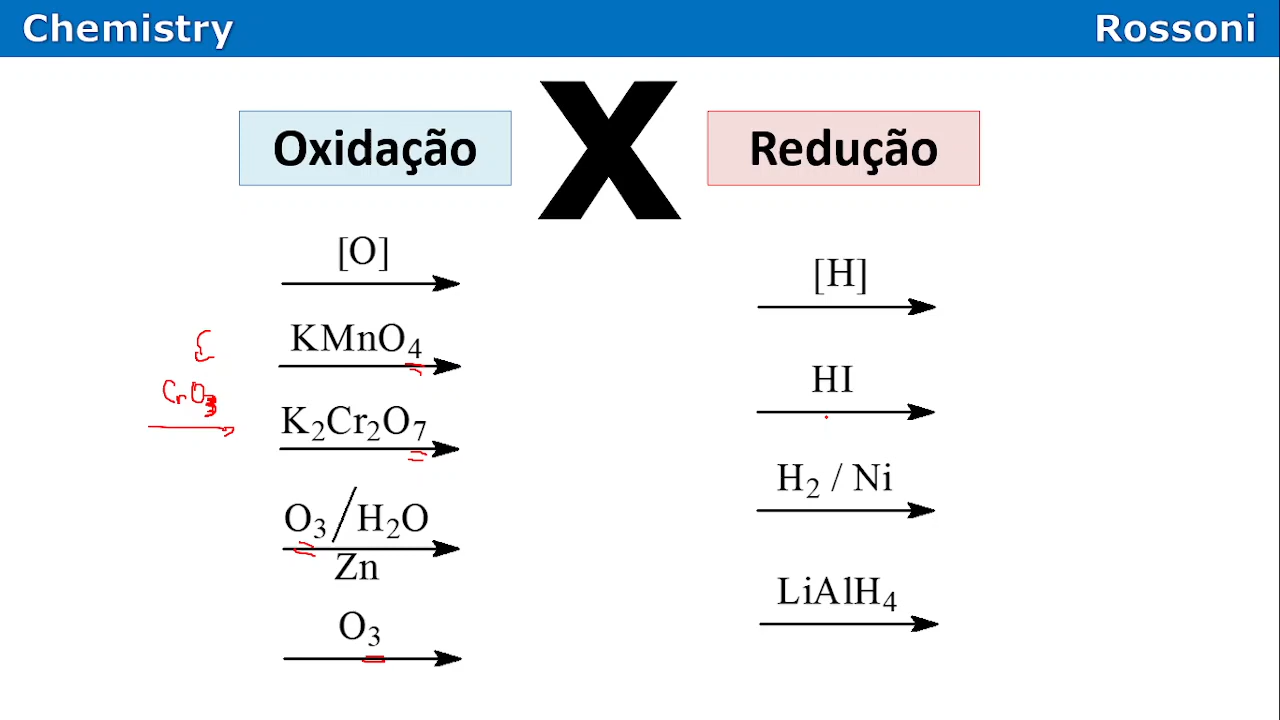 Chemistry
Rossoni
Oxidação X Redução
[O]
KMnO₄
CrO₃
K₂Cr₂O₇
O₃/H₂O
Zn
O₃
[H]
HI
H₂ / Ni
LiAlH₄